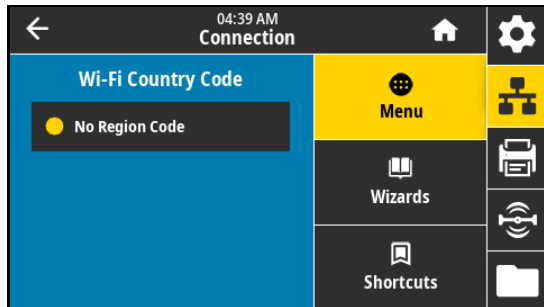 04:39 AM
Connection
Wi-Fi Country Code
No Region Code
Menu
Wizards
Shortcuts